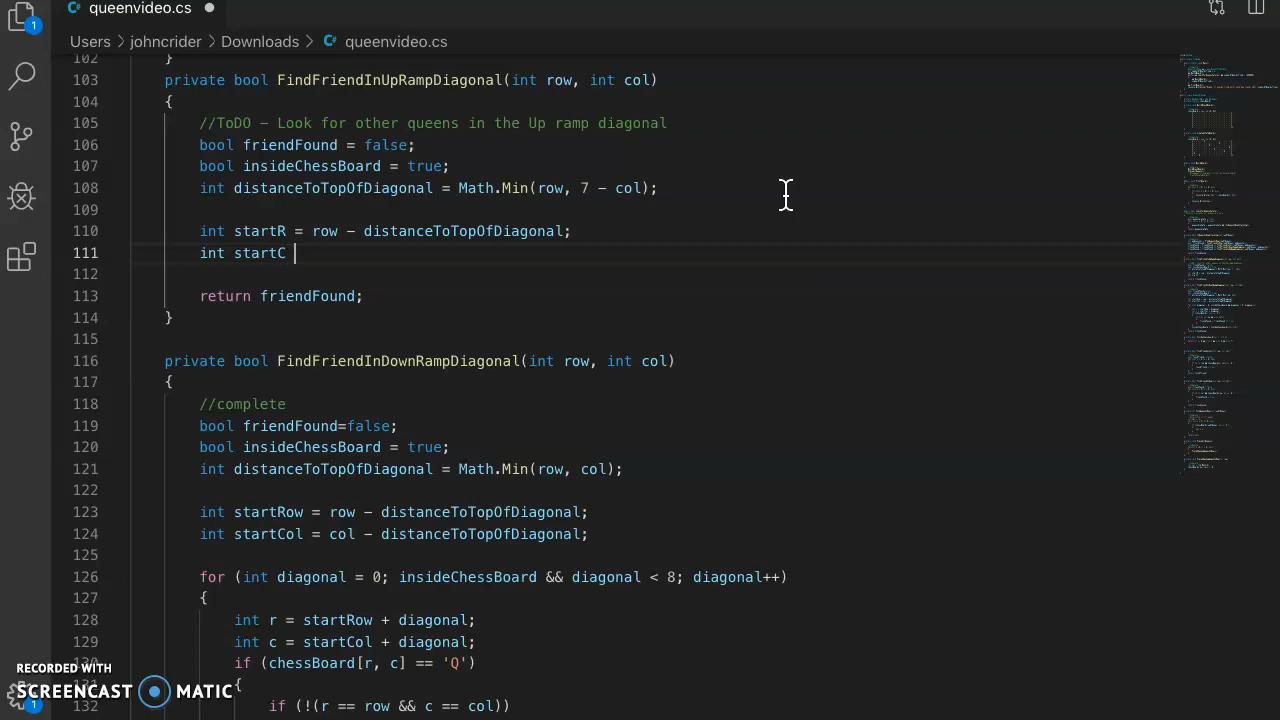 queenvideo.cs
1
Users > johncrider > Downloads > queenvideo.cs
102 }
103 private bool FindFriendInUpRampDiagonal(int row, int col)
104 {
105 //ToDO – Look for other queens in the Up ramp diagonal
106 bool friendFound = false;
107 bool insideChessBoard = true;
108 int distanceToTopOfDiagonal = Math.Min(row, 7 – col);
109
110 int startR = row – distanceToTopOfDiagonal;
111 int startC
112
113 return friendFound;
114 }
115
116 private bool FindFriendInDownRampDiagonal(int row, int col)
117 {
118 //complete
119 bool friendFound=false;
120 bool insideChessBoard = true;
121 int distanceToTopOfDiagonal = Math.Min(row, col);
122
123 int startRow = row – distanceToTopOfDiagonal;
124 int startCol = col – distanceToTopOfDiagonal;
125
126 for (int diagonal = 0; insideChessBoard && diagonal < 8; diagonal++)
127 {
128 int r = startRow + diagonal;
129 int c = startCol + diagonal;
130 if (chessBoard[r, c] == 'Q')
{
132 if (!(r == row && c == col))
RECORDED WITH
SCREENCAST MATIC
1